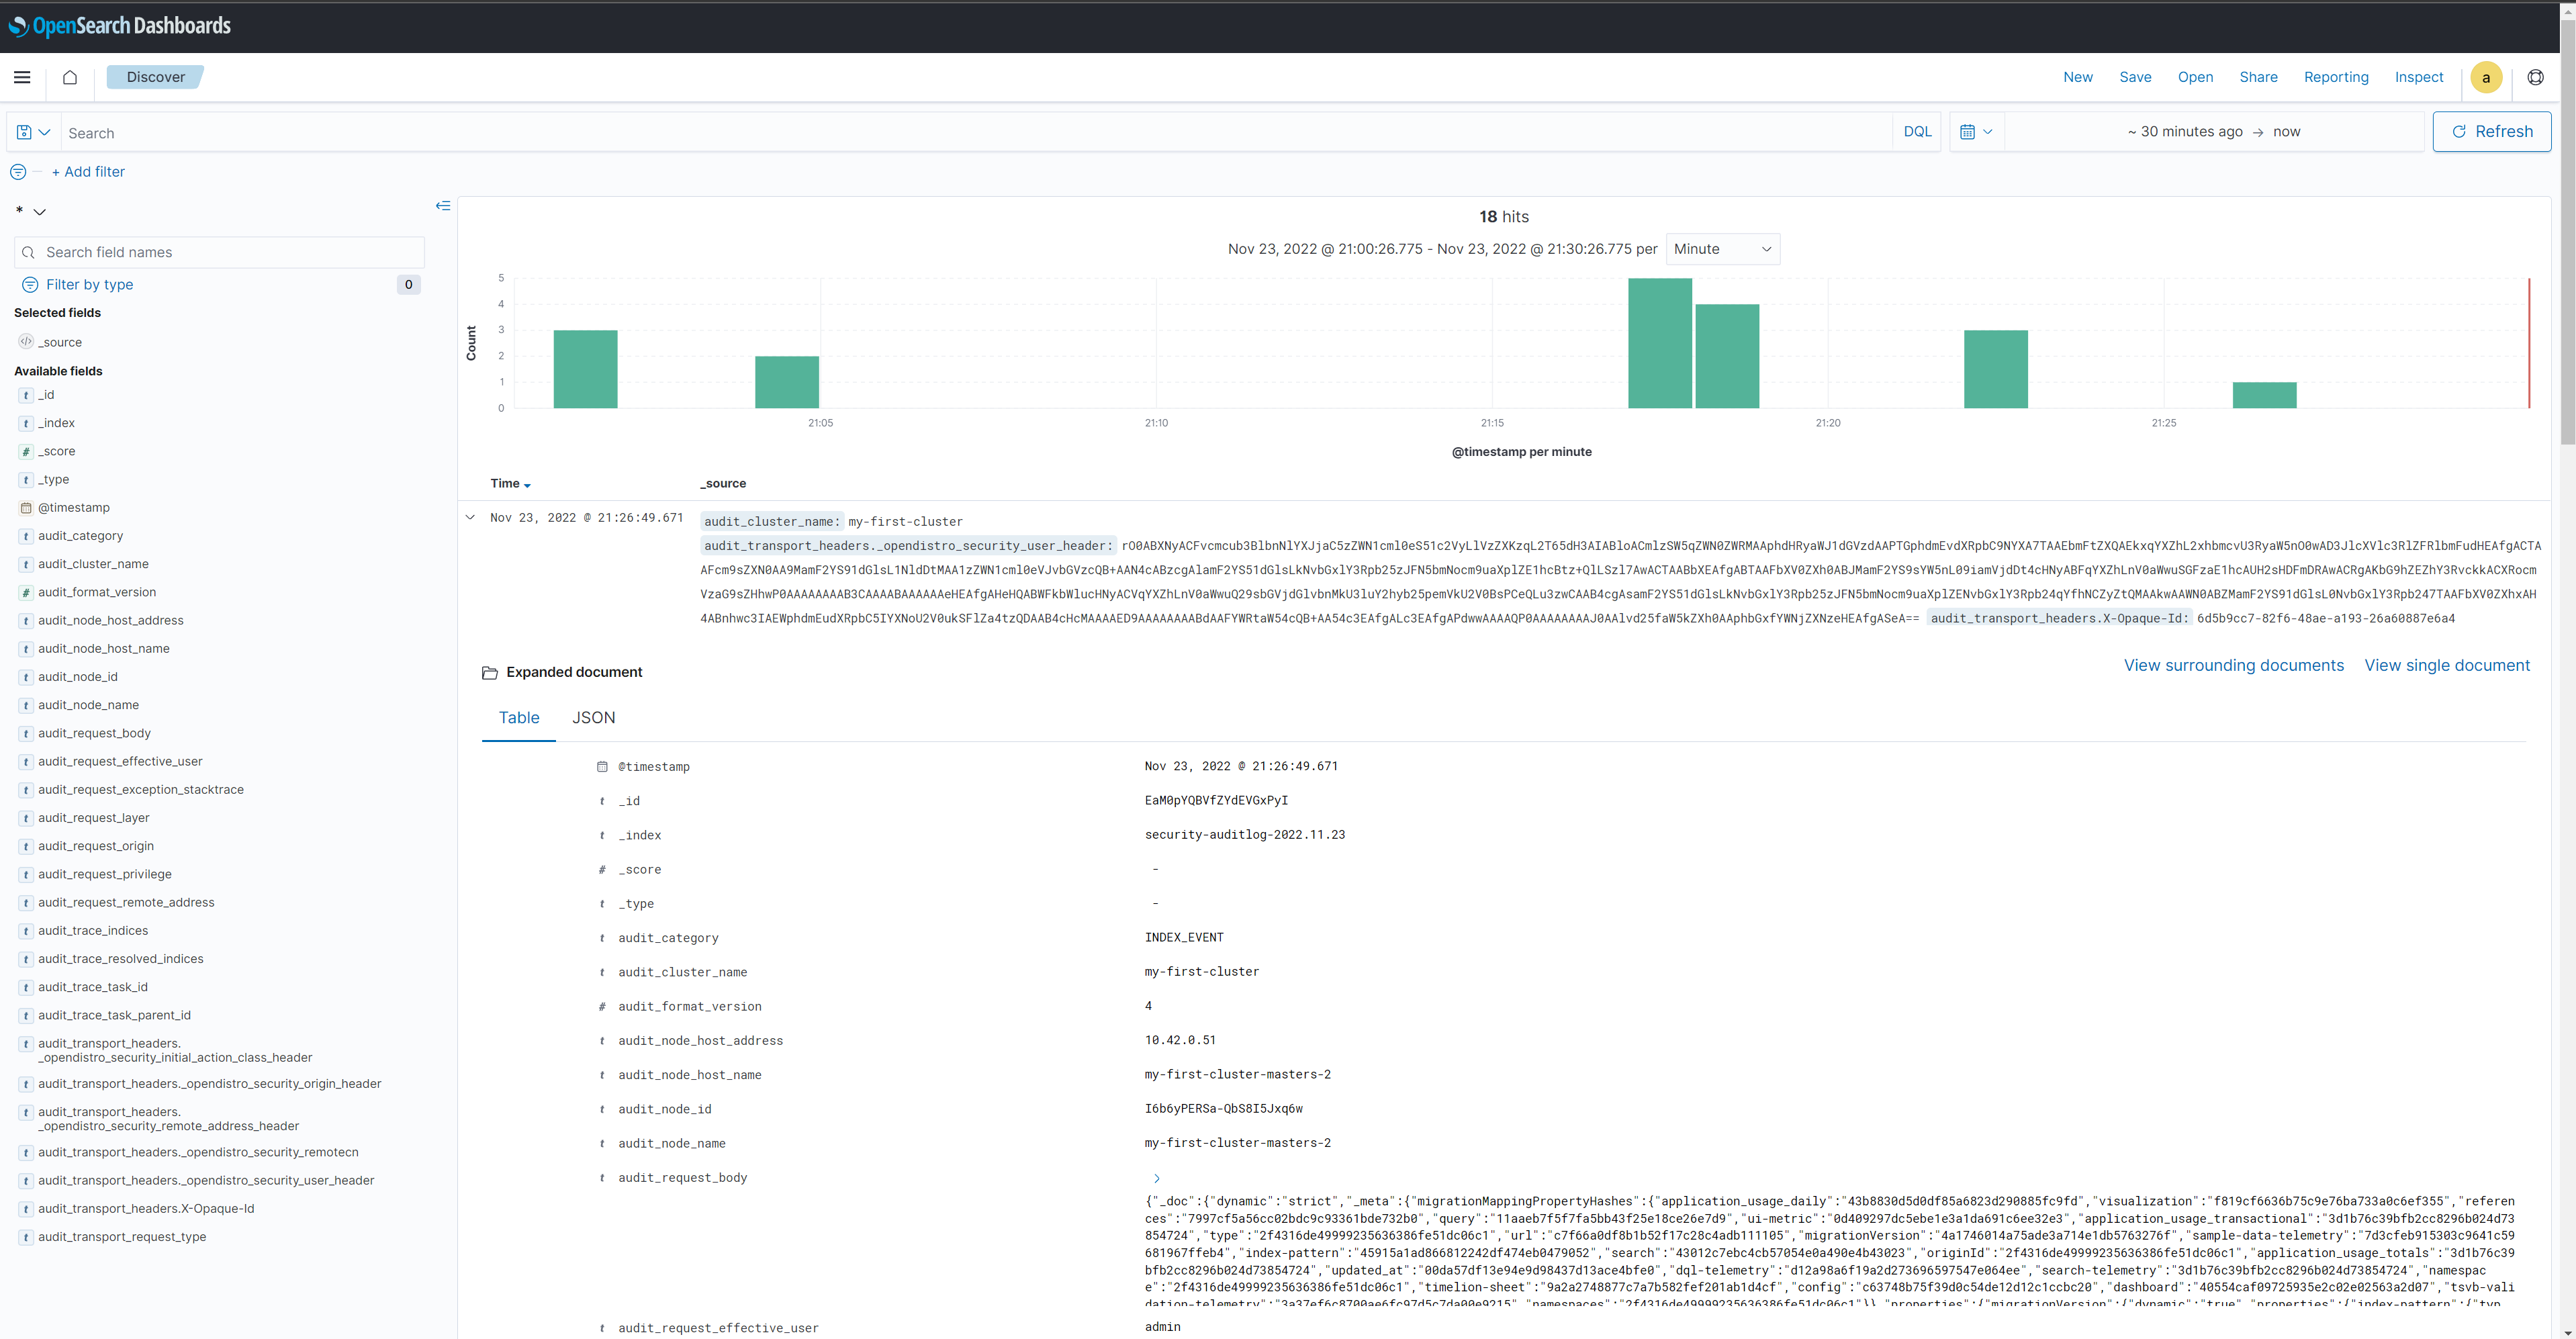 OpenSearch Dashboards
Discover
New Save Open Share Reporting Inspect a
Search
DQL
~ 30 minutes ago → now
Refresh
+ Add filter
*
Search field names
Filter by type 0
Selected fields
_source
Available fields
t _id
t _index
# _score
t _type
@timestamp
t audit_category
t audit_cluster_name
# audit_format_version
t audit_node_host_address
t audit_node_host_name
t audit_node_id
t audit_node_name
t audit_request_body
t audit_request_effective_user
t audit_request_exception_stacktrace
t audit_request_layer
t audit_request_origin
t audit_request_privilege
t audit_request_remote_address
t audit_trace_indices
t audit_trace_resolved_indices
t audit_trace_task_id
t audit_trace_task_parent_id
t audit_transport_headers.
_opendistro_security_initial_action_class_header
t audit_transport_headers._opendistro_security_origin_header
t audit_transport_headers.
_opendistro_security_remote_address_header
t audit_transport_headers._opendistro_security_remotecn
t audit_transport_headers._opendistro_security_user_header
t audit_transport_headers.X-Opaque-Id
t audit_transport_request_type
18 hits
Nov 23, 2022 @ 21:00:26.775 - Nov 23, 2022 @ 21:30:26.775 per Minute
Count
5
4
3
2
1
0
21:05 21:10 21:15 21:20 21:25
@timestamp per minute
Time _source
Nov 23, 2022 @ 21:26:49.671
audit_cluster_name: my-first-cluster
audit_transport_headers._opendistro_security_user_header:
audit_transport_headers.X-Opaque-Id: 6d5b9cc7-82f6-48ae-a193-26a60887e6a4
Expanded document
View surrounding documents View single document
Table JSON
@timestamp Nov 23, 2022 @ 21:26:49.671
t _id EaM0pYQBVfZYdEVGxPyI
t _index security-auditlog-2022.11.23
# _score -
t _type -
t audit_category INDEX_EVENT
t audit_cluster_name my-first-cluster
# audit_format_version 4
t audit_node_host_address 10.42.0.51
t audit_node_host_name my-first-cluster-masters-2
t audit_node_id I6b6yPERSa-QbS8I5Jxq6w
t audit_node_name my-first-cluster-masters-2
t audit_request_body
{"_doc":{"dynamic":"strict","_meta":{"migrationMappingPropertyHashes":{"application_usage_daily":"43b8830d5d0df85a6823d290885fc9fd","visualization":"f819cf6636b75c9e76ba733a0c6ef355","referen
ces":"7997cf5a56cc02bdc9c93361bde732b0","query":"11aaeb7f5f7fa5bb43f25e18ce26e7d9","ui-metric":"0d409297dc5ebe1e3a1da691c6ee32e3","application_usage_transactional":"3d1b76c39bfb2cc8296b024d73
854724","type":"2f4316de49999235636386fe51dc06c1","url":"c7f66a0df8b1b52f17c28c4adb111105","migrationVersion":"4a1746014a75ade3a714e1db5763276f","sample-data-telemetry":"7d3cfeb915303c9641c59
681967ffeb4","index-pattern":"45915a1ad866812242df474eb0479052","search":"43012c7ebc4cb57054e0a490e4b43023","originId":"2f4316de49999235636386fe51dc06c1","application_usage_totals":"3d1b76c39
bfb2cc8296b024d73854724","updated_at":"00da57df13e94e9d98437d13ace4bfe0","dql-telemetry":"d12a98a6f19a2d273696597547e064ee","search-telemetry":"3d1b76c39bfb2cc8296b024d73854724","namespac
e":"2f4316de49999235636386fe51dc06c1","timelion-sheet":"9a2a2748877c7a7b582fef201ab1d4cf","config":"c63748b75f39d0c54de12d12c1ccbc20","dashboard":"40554caf09725935e2c02e02563a2d07","tsvb-vali
dation-telemetry":"3a37ef6c8700ae6fc97d5c7da00e9215","namespaces":"2f4316de49999235636386fe51dc06c1"}},"properties":{"migrationVersion":{"dynamic":"true","properties":{"index-pattern":{"typ
t audit_request_effective_user admin